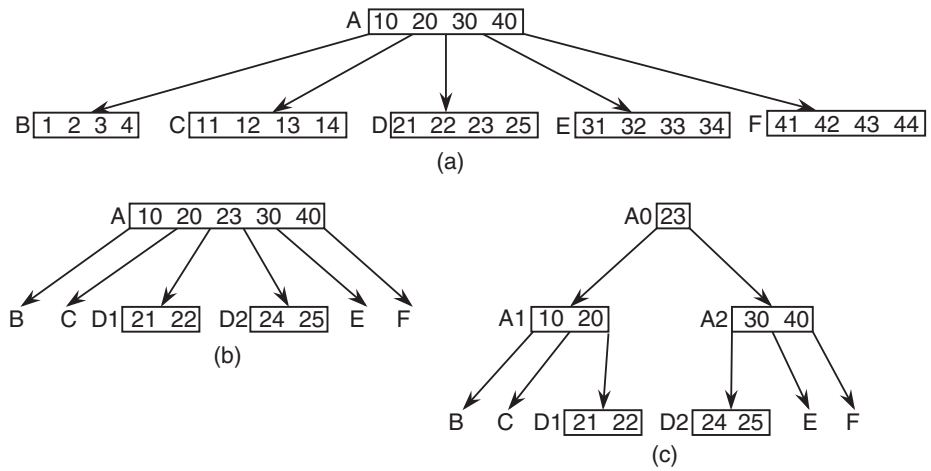 A 10 20 30 40
B 1 2 3 4 C 11 12 13 14 D 21 22 23 25 E 31 32 33 34 F 41 42 43 44
(a)
A 10 20 23 30 40
B C D1 21 22 D2 24 25 E F
(b)
A0 23
A1 10 20 A2 30 40
B C D1 21 22 D2 24 25 E F
(c)